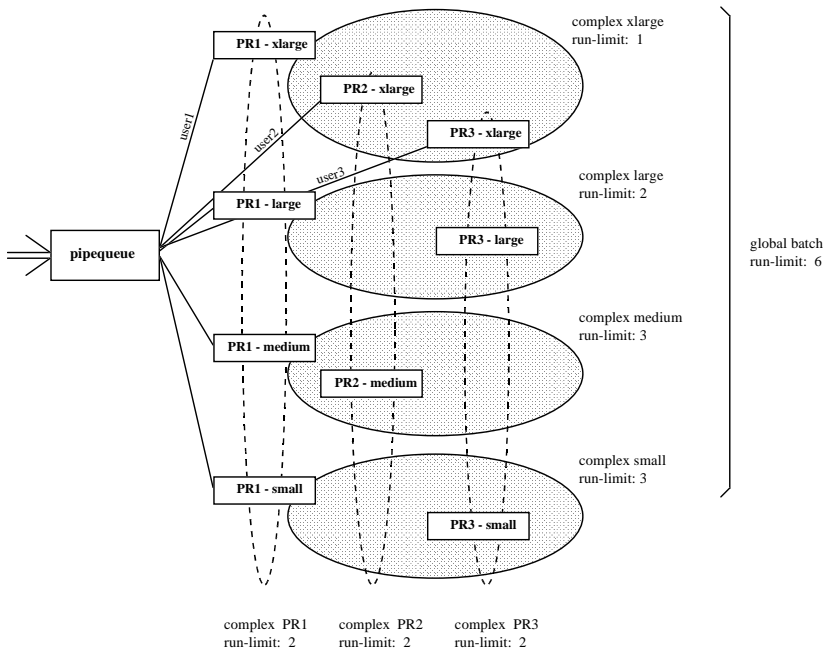 complex xlarge
run-limit: 1
PR1 - xlarge
PR2 - xlarge
PR3 - xlarge
user1
user2
user3
complex large
run-limit: 2
PR1 - large
PR3 - large
pipequeue
global batch
run-limit: 6
complex medium
run-limit: 3
PR1 - medium
PR2 - medium
complex small
run-limit: 3
PR1 - small
PR3 - small
complex PR1
run-limit: 2
complex PR2
run-limit: 2
complex PR3
run-limit: 2